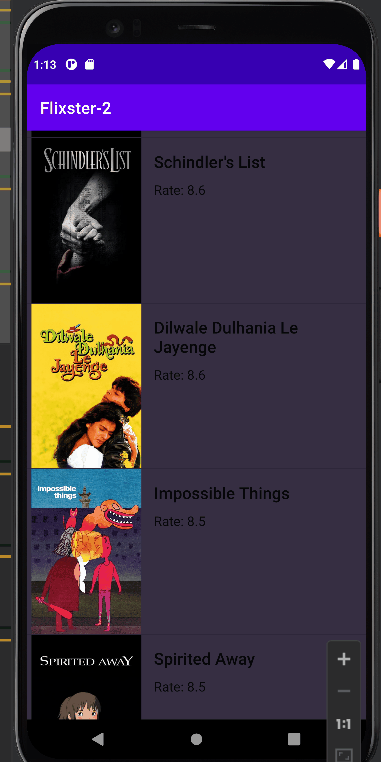 1:13
Flixster-2
SCHINDLER'S LIST
Schindler's List
Rate: 8.6
Dilwale
Dulhania
Le
Jayenge
Dilwale Dulhania Le
Jayenge
Rate: 8.6
impossible
things
Impossible Things
Rate: 8.5
SPIRITED AWAY
Spirited Away
Rate: 8.5
1:1